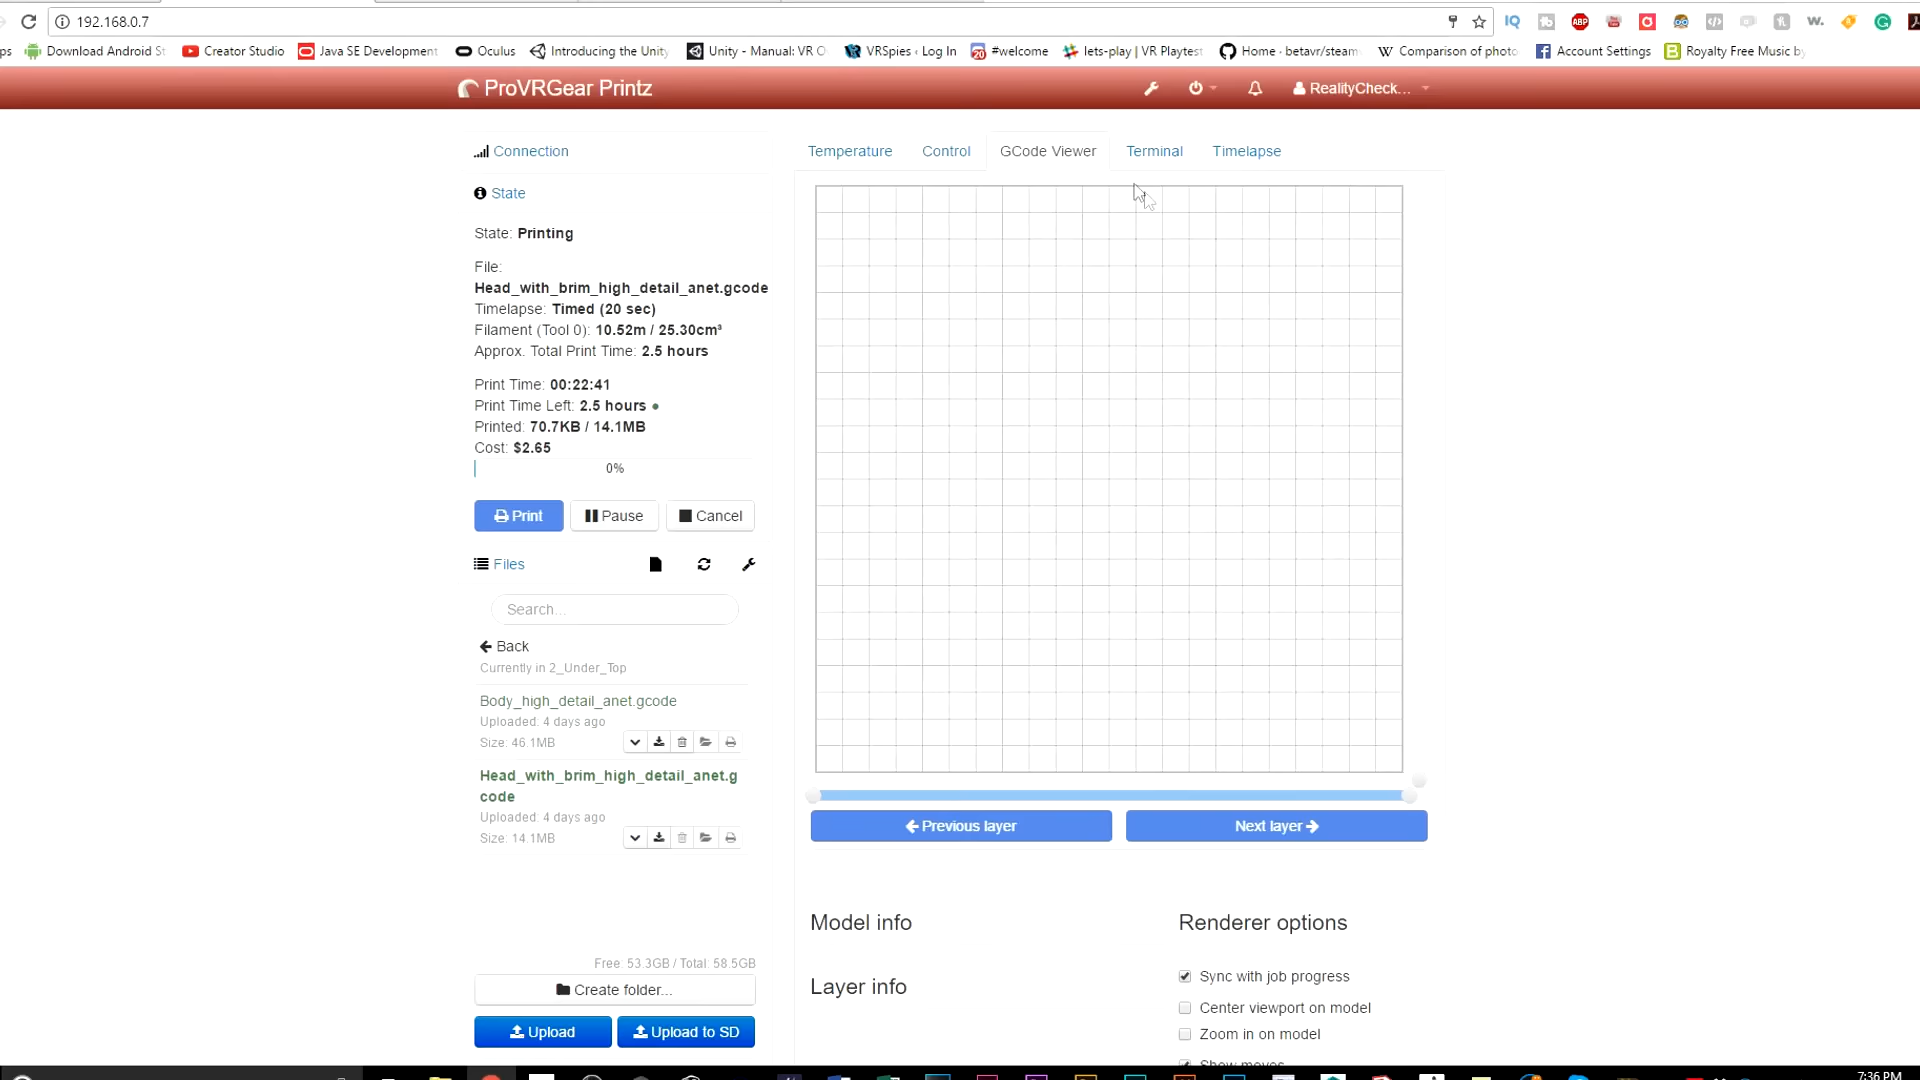 192.168.0.7
ps
Download Android St
Creator Studio
Java SE Development
Oculus
Introducing the Unity
Unity - Manual: VR O
VRSpies ‹ Log In
#welcome
lets-play | VR Playtest
Home · betavr/steam
Comparison of photo
Account Settings
Royalty Free Music by
ProVRGear Printz
RealityCheck...
Connection
Temperature
Control
GCode Viewer
Terminal
Timelapse
State
State: Printing
File:
Head_with_brim_high_detail_anet.gcode
Timelapse: Timed (20 sec)
Filament (Tool 0): 10.52m / 25.30cm³
Approx. Total Print Time: 2.5 hours
Print Time: 00:22:41
Print Time Left: 2.5 hours
Printed: 70.7KB / 14.1MB
Cost: $2.65
0%
Print
Pause
Cancel
Files
Search...
Back
Currently in 2_Under_Top
Body_high_detail_anet.gcode
Uploaded: 4 days ago
Size: 46.1MB
Head_with_brim_high_detail_anet.g
code
Uploaded: 4 days ago
Size: 14.1MB
Previous layer
Next layer
Model info
Renderer options
Free: 53.3GB / Total: 58.5GB
Sync with job progress
Create folder...
Layer info
Center viewport on model
Upload
Upload to SD
Zoom in on model
Show moves
7:36 PM